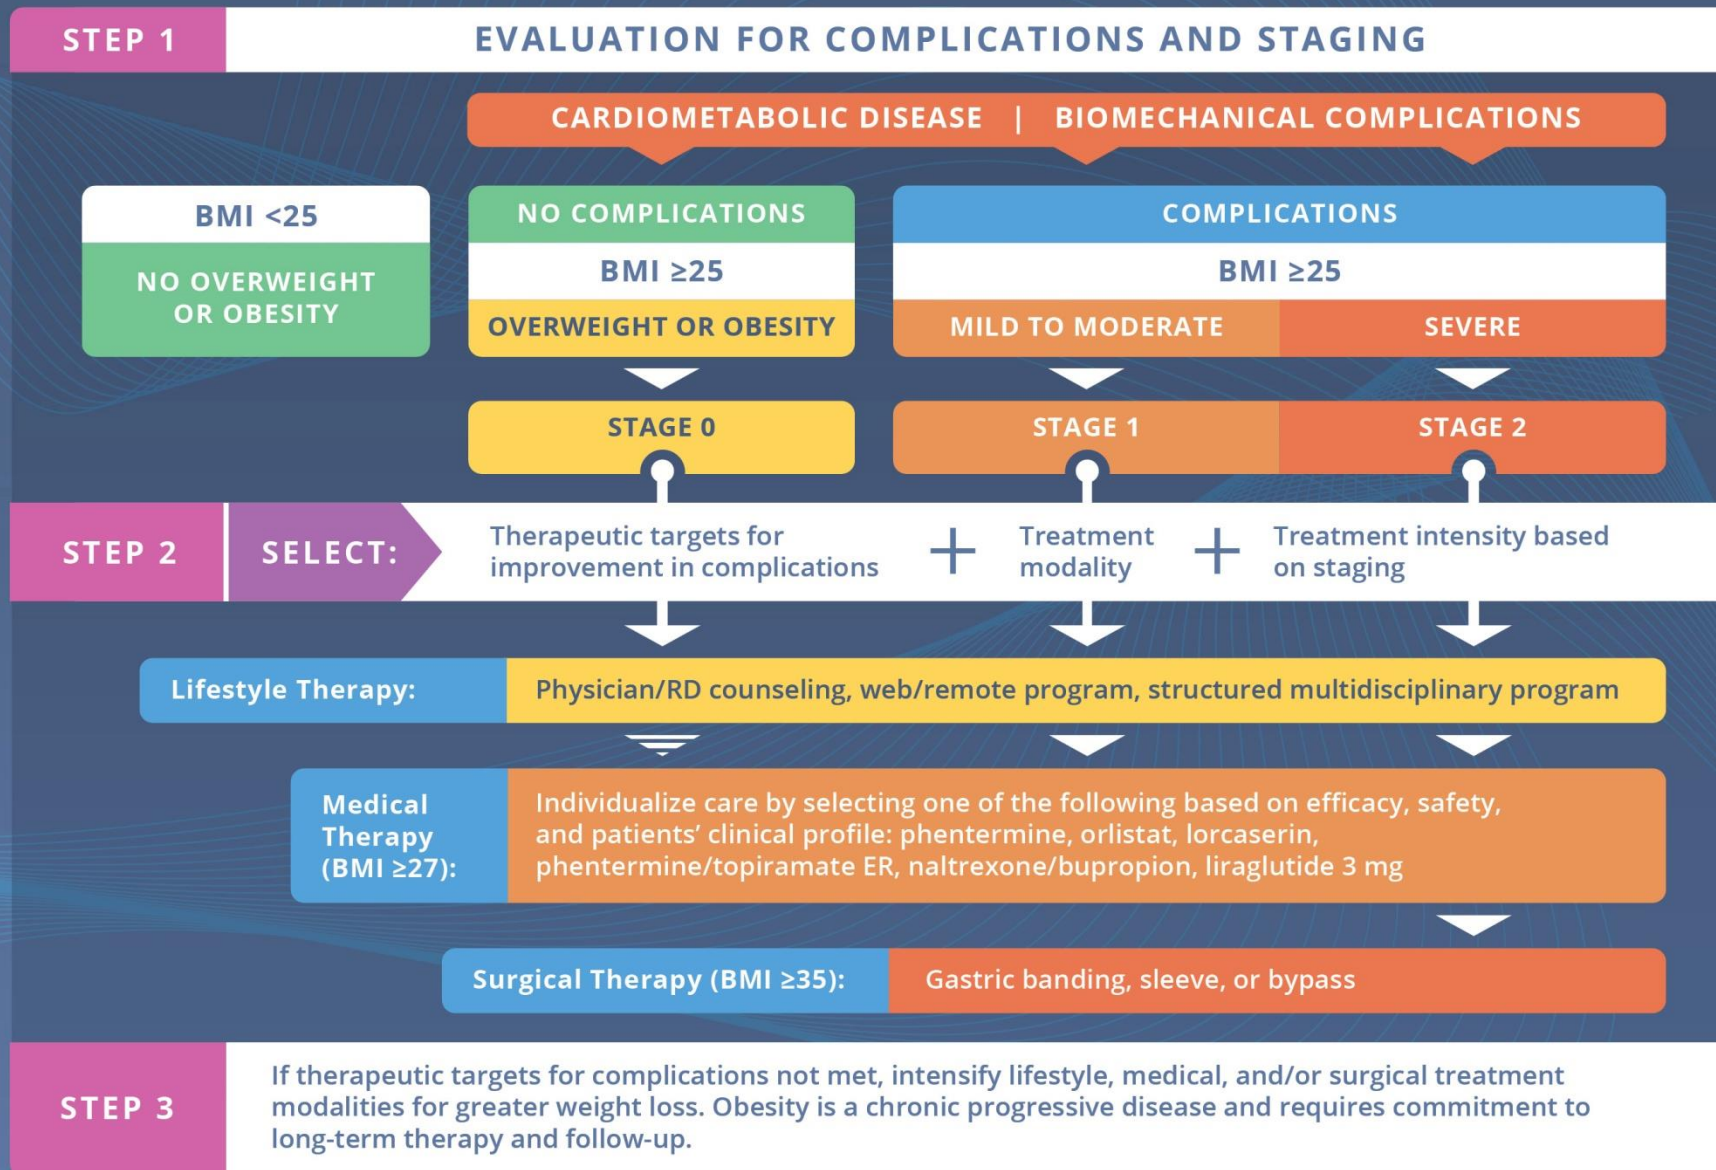 STEP 1
EVALUATION FOR COMPLICATIONS AND STAGING
CARDIOMETABOLIC DISEASE | BIOMECHANICAL COMPLICATIONS
BMI <25
NO OVERWEIGHT
OR OBESITY
NO COMPLICATIONS
BMI ≥25
OVERWEIGHT OR OBESITY
COMPLICATIONS
BMI ≥25
MILD TO MODERATE
SEVERE
STAGE 0
STAGE 1
STAGE 2
STEP 2
SELECT:
Therapeutic targets for
improvement in complications
+
Treatment
modality
+
Treatment intensity based
on staging
Lifestyle Therapy:
Physician/RD counseling, web/remote program, structured multidisciplinary program
Medical
Therapy
(BMI ≥27):
Individualize care by selecting one of the following based on efficacy, safety,
and patients’ clinical profile: phentermine, orlistat, lorcaserin,
phentermine/topiramate ER, naltrexone/bupropion, liraglutide 3 mg
Surgical Therapy (BMI ≥35):
Gastric banding, sleeve, or bypass
STEP 3
If therapeutic targets for complications not met, intensify lifestyle, medical, and/or surgical treatment
modalities for greater weight loss. Obesity is a chronic progressive disease and requires commitment to
long-term therapy and follow-up.